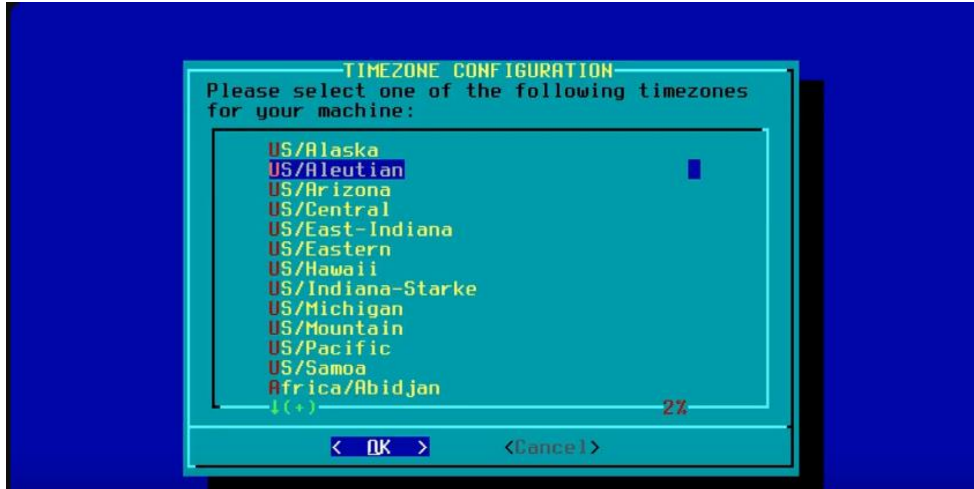 TIMEZONE CONFIGURATION
Please select one of the following timezones
for your machine:
US/Alaska
US/Aleutian
US/Arizona
US/Central
US/East-Indiana
US/Eastern
US/Hawaii
US/Indiana-Starke
US/Michigan
US/Mountain
US/Pacific
US/Samoa
Africa/Abidjan
↓(+) 2%
< OK > <Cancel>